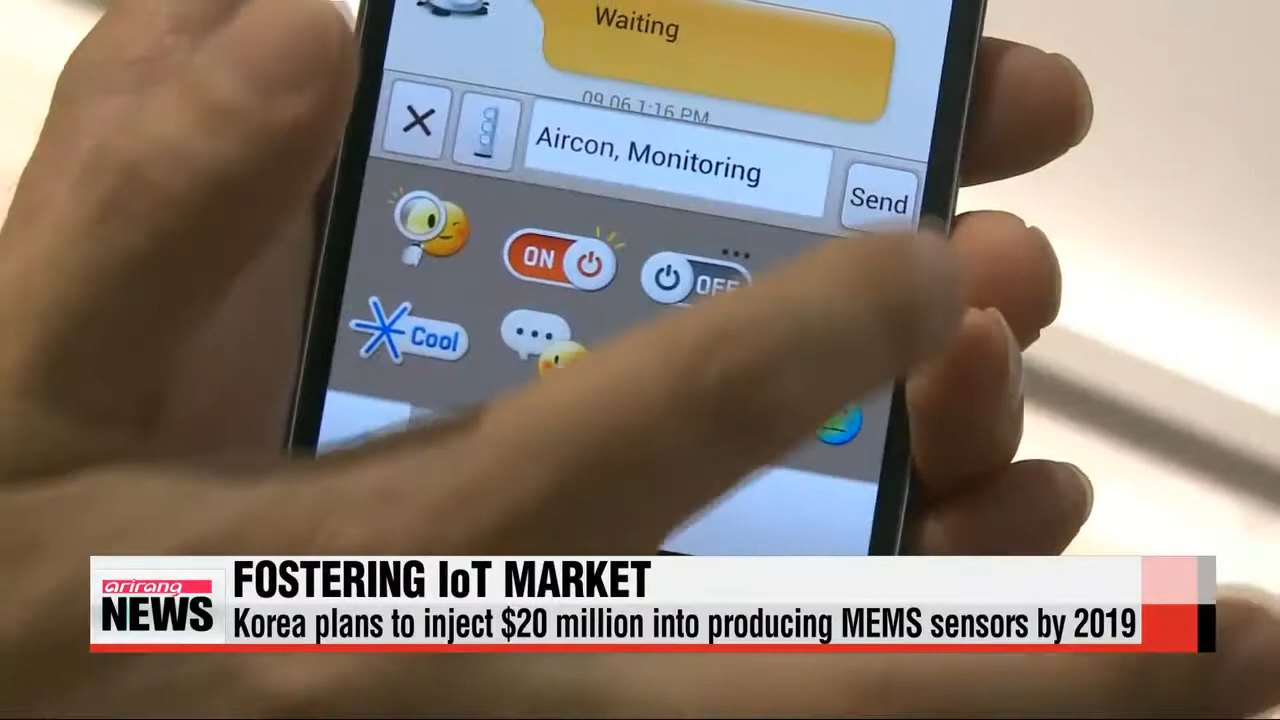 Waiting
09.06 1:16 PM
Aircon, Monitoring
Send
ON
OFF
Cool
arirang
NEWS
FOSTERING IoT MARKET
Korea plans to inject $20 million into producing MEMS sensors by 2019